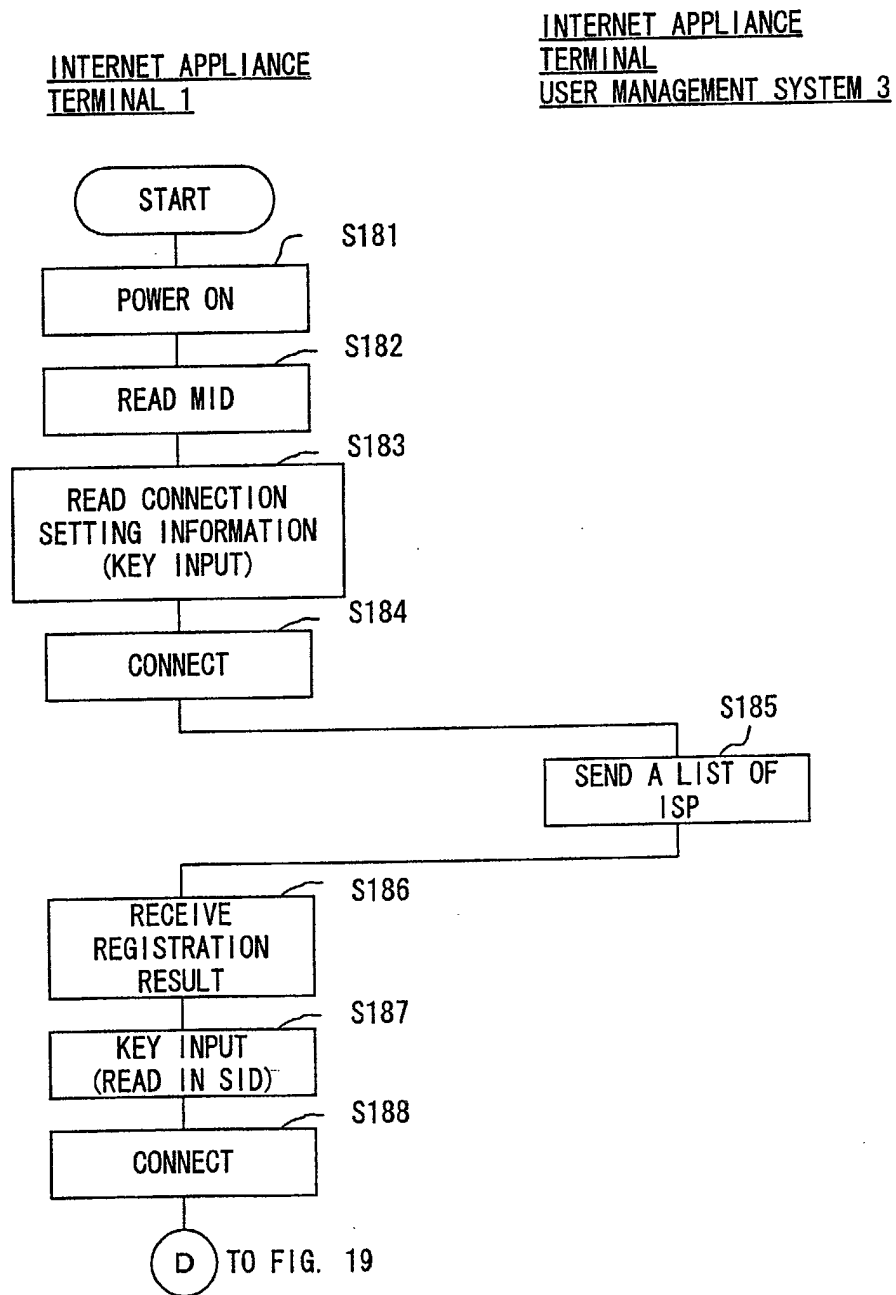 INTERNET APPLIANCE
TERMINAL 1
INTERNET APPLIANCE
TERMINAL
USER MANAGEMENT SYSTEM 3
START
S181
POWER ON
S182
READ MID
S183
READ CONNECTION
SETTING INFORMATION
(KEY INPUT)
S184
CONNECT
S185
SEND A LIST OF
ISP
S186
RECEIVE
REGISTRATION
RESULT
S187
KEY INPUT
(READ IN SID)
S188
CONNECT
D TO FIG. 19